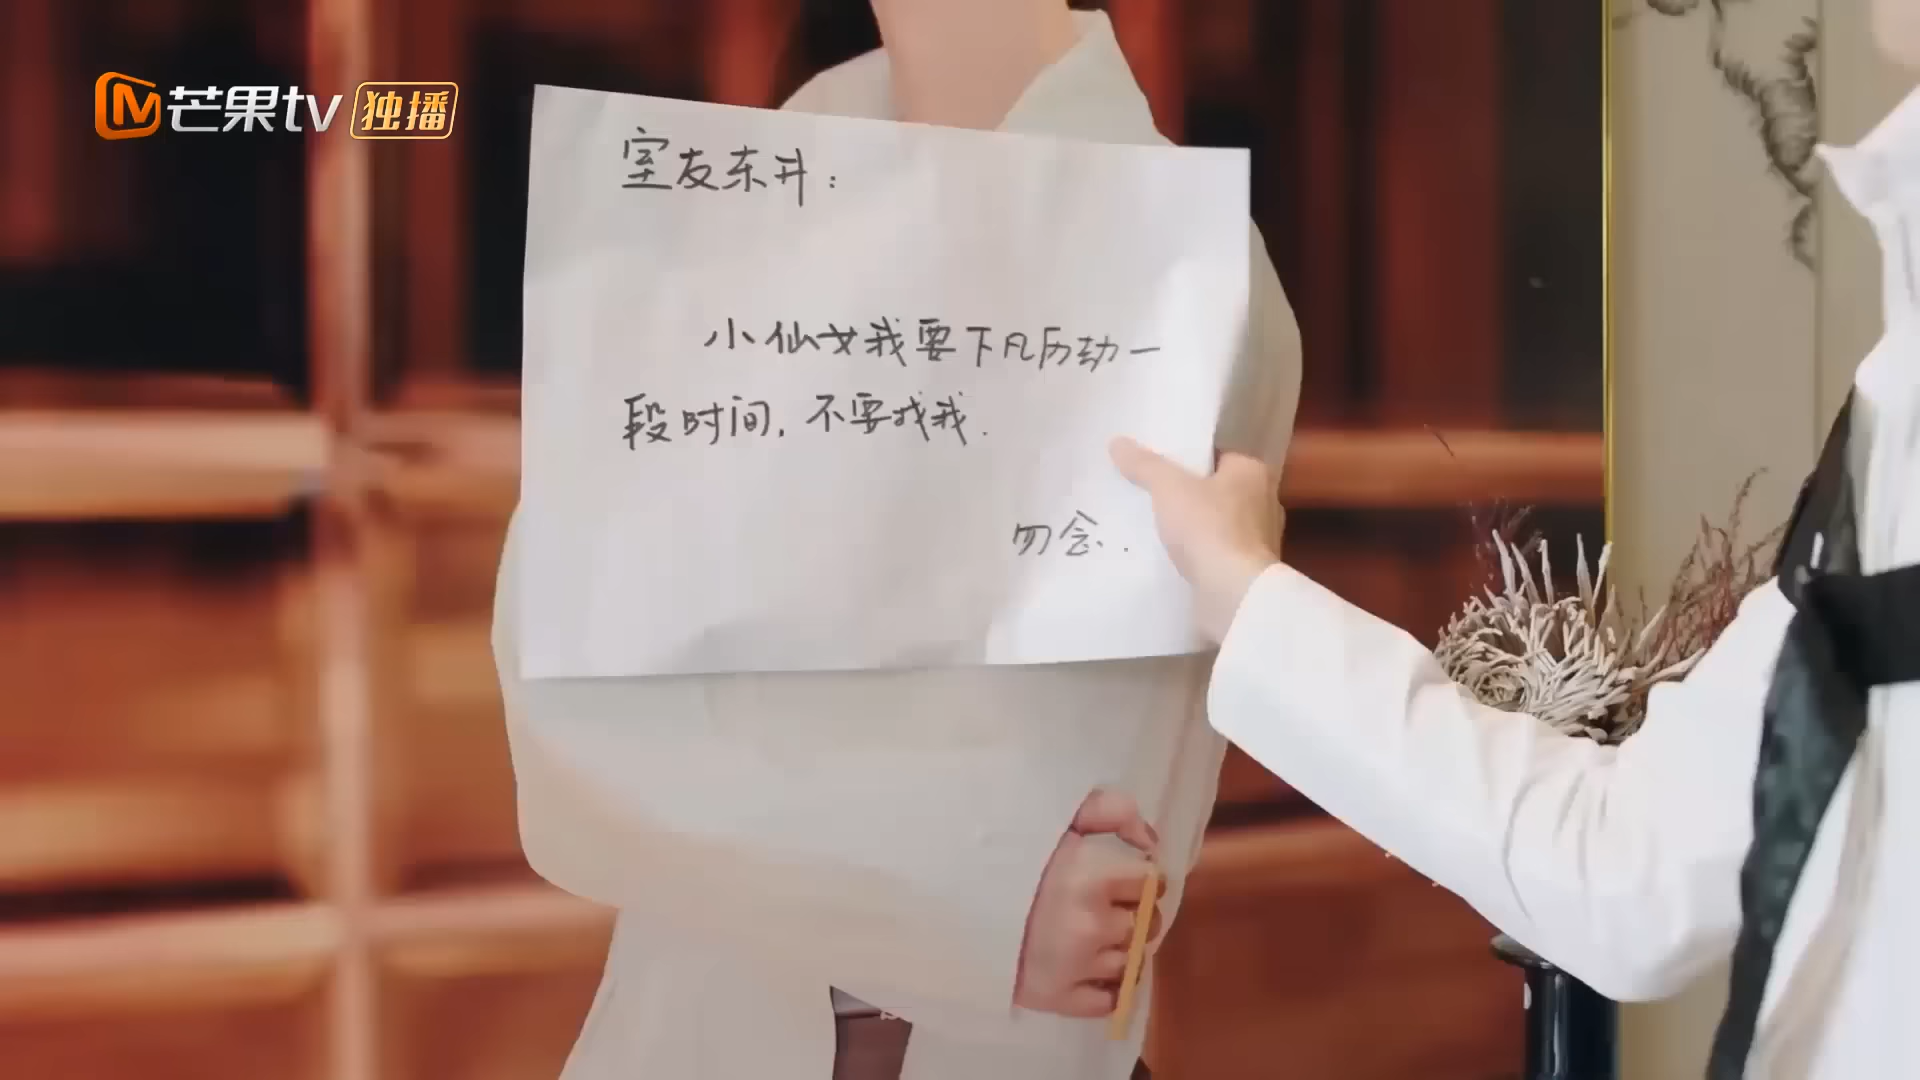 芒果tv 独播
室友东井：
小仙女我要下凡历劫一
段时间，不要找我.
勿念.